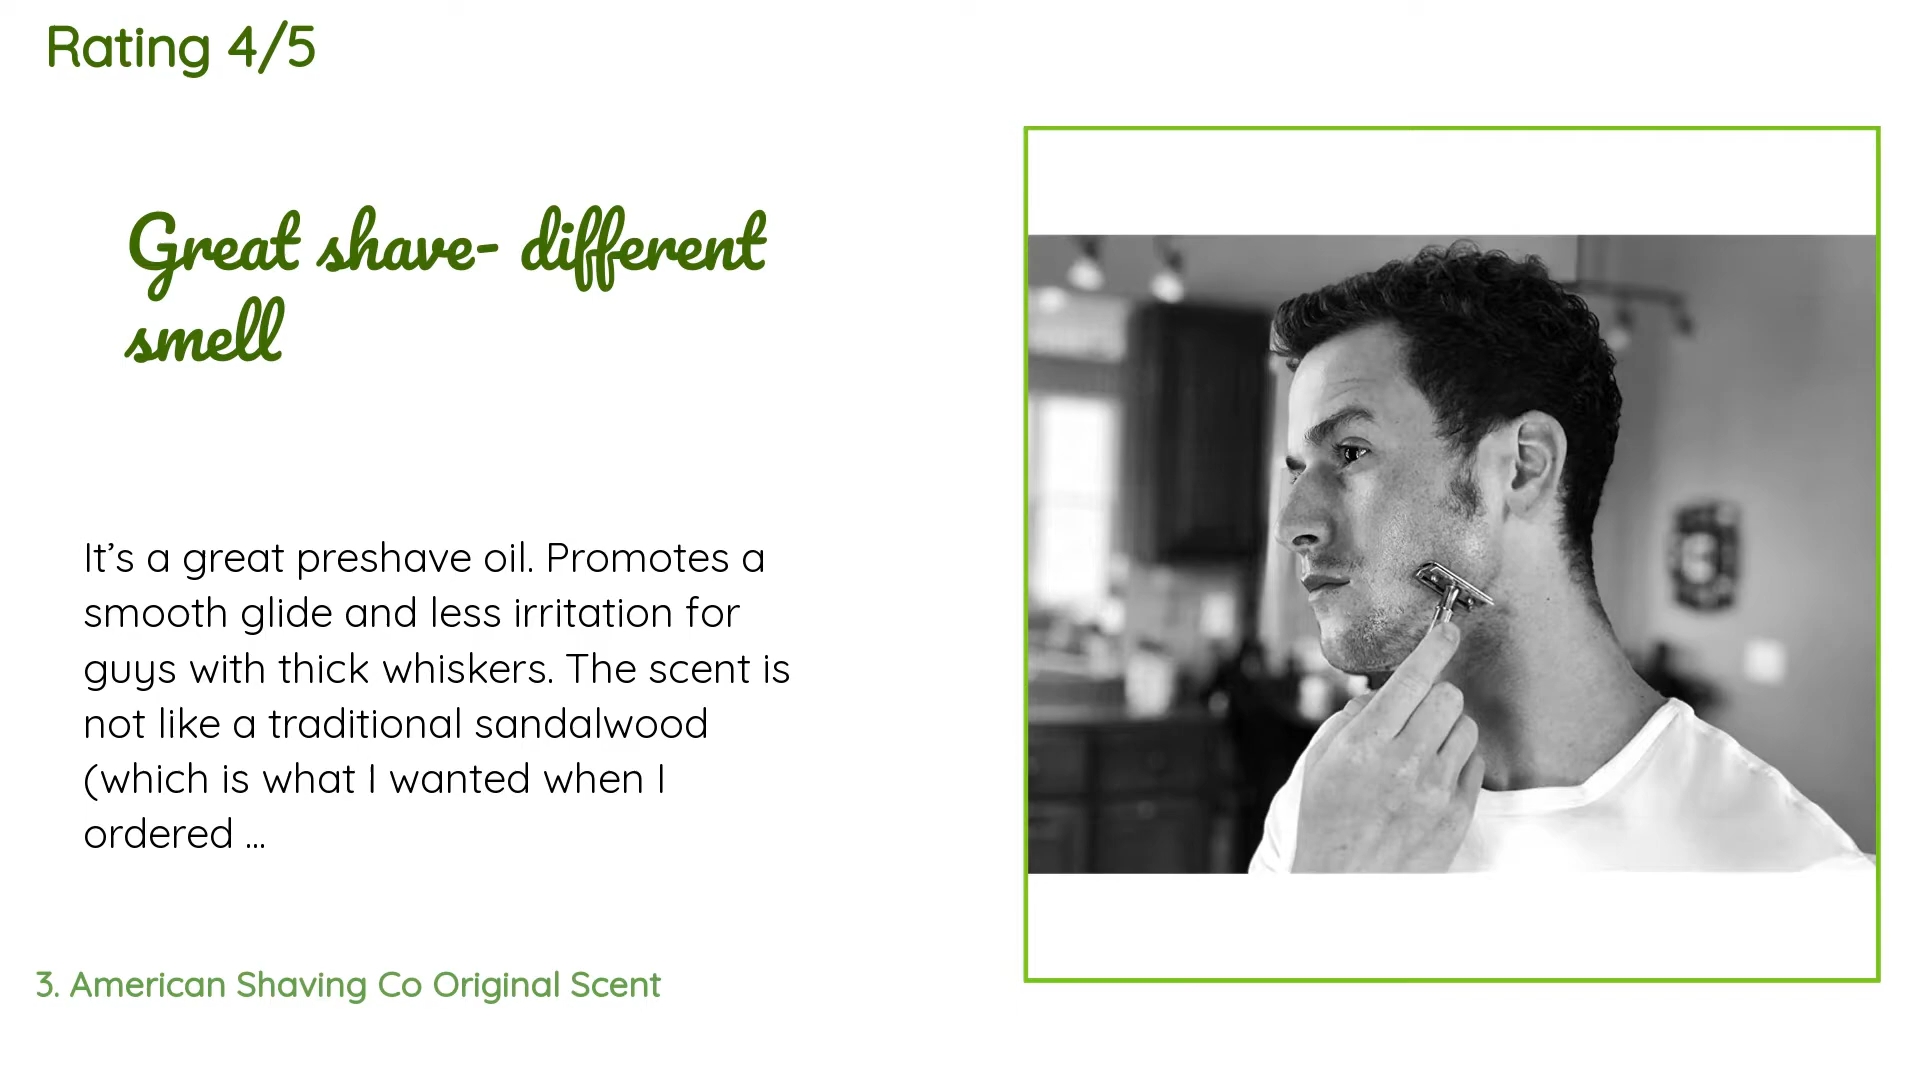 Rating 4/5
Great shave- different
smell
It’s a great preshave oil. Promotes a
smooth glide and less irritation for
guys with thick whiskers. The scent is
not like a traditional sandalwood
(which is what I wanted when I
ordered ...
3. American Shaving Co Original Scent